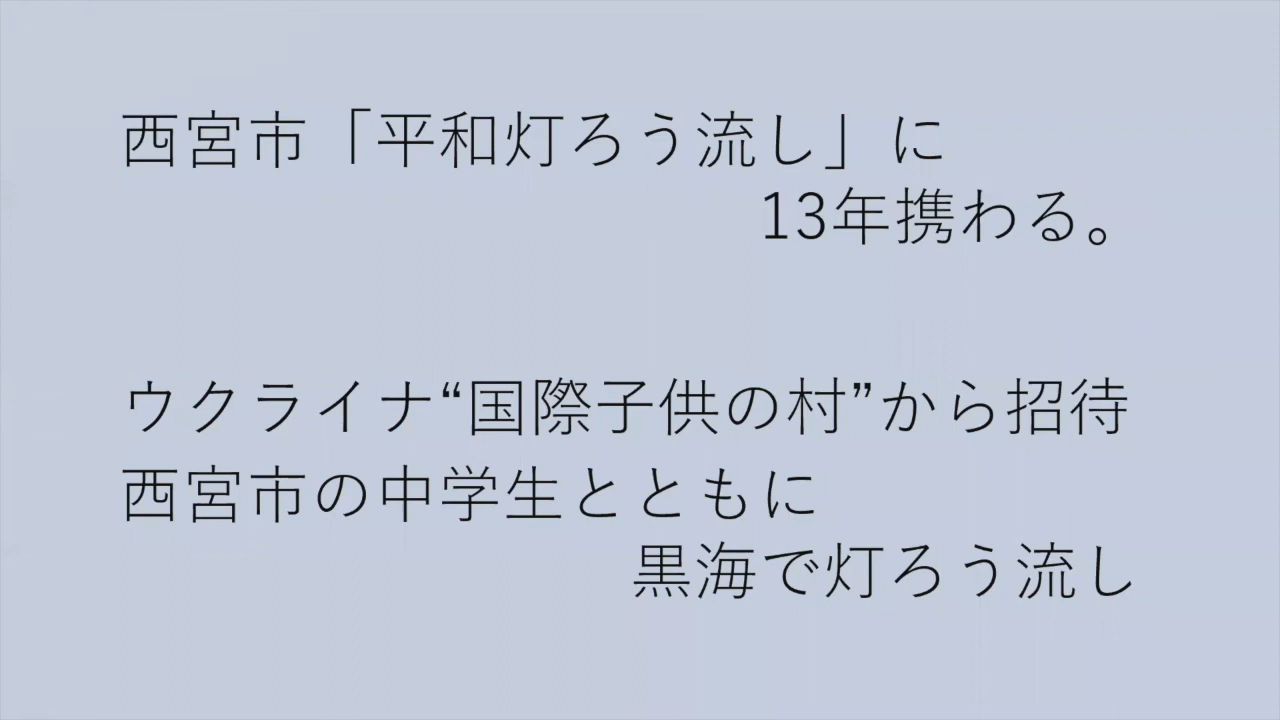 西宮市「平和灯ろう流し」に
13年携わる。
ウクライナ“国際子供の村”から招待
西宮市の中学生とともに
黒海で灯ろう流し